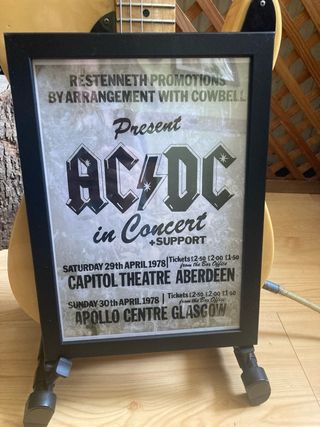 RESTENNETH PROMOTIONS
BY ARRANGEMENT WITH COWBELL
Present
AC⚡DC
in Concert
+ SUPPORT
SATURDAY 29TH APRIL 1978 | Tickets £2·50 £2·00 £1·50
from the Box Office
CAPITOL THEATRE ABERDEEN
SUNDAY 30TH APRIL 1978 | Tickets £2·50 £2·00 £1·50
from the Box Office
APOLLO CENTRE GLASGOW